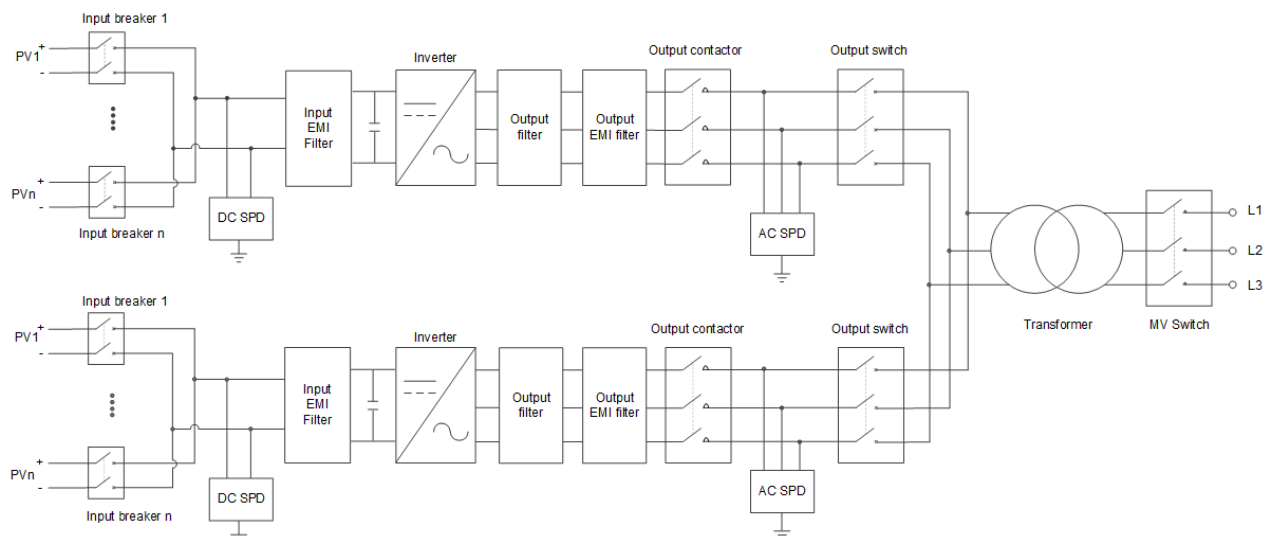 Input breaker 1
PV1
+
-
PVn
+
-
Input breaker n
DC SPD
Input
EMI
Filter
Inverter
Output
filter
Output
EMI filter
Output contactor
AC SPD
Output switch
Input breaker 1
PV1
+
-
PVn
+
-
Input breaker n
DC SPD
Input
EMI
Filter
Inverter
Output
filter
Output
EMI filter
Output contactor
AC SPD
Output switch
Transformer
MV Switch
L1
L2
L3